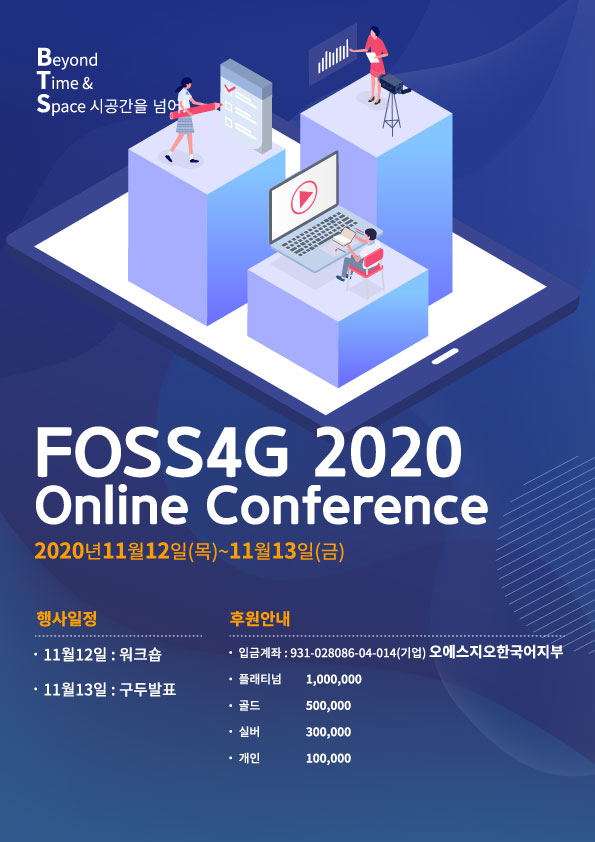 Beyond
Time &
Space 시공간을 넘어
FOSS4G 2020
Online Conference
2020년11월12일(목)~11월13일(금)
행사일정
· 11월12일 : 워크숍
· 11월13일 : 구두발표
후원안내
· 입금계좌 : 931-028086-04-014(기업) 오에스지오한국어지부
· 플래티넘 1,000,000
· 골드 500,000
· 실버 300,000
· 개인 100,000